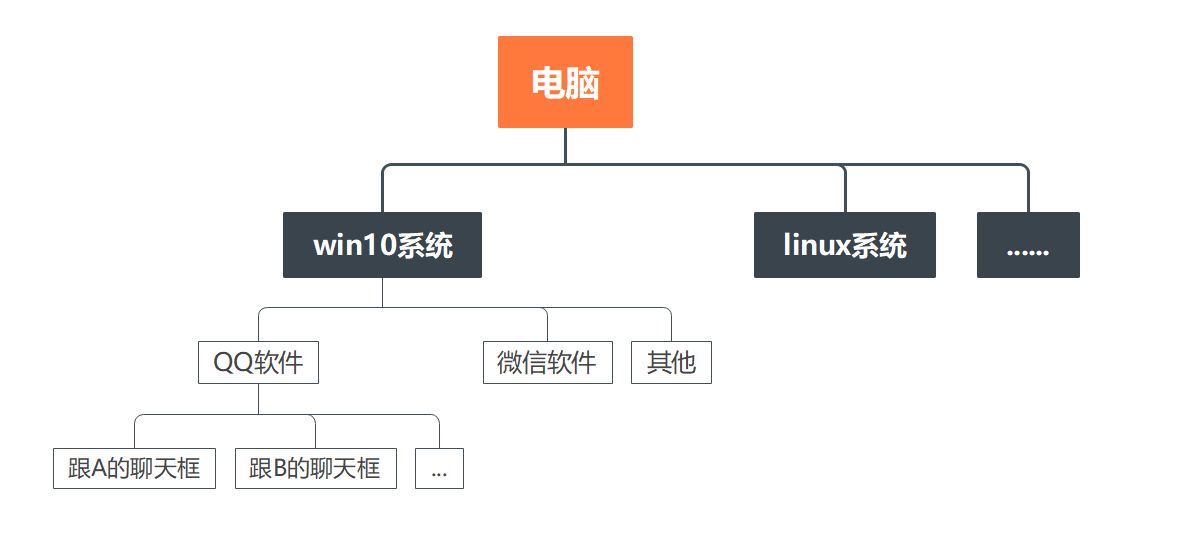 电脑
win10系统
linux系统
......
QQ软件
微信软件
其他
跟A的聊天框
跟B的聊天框
...